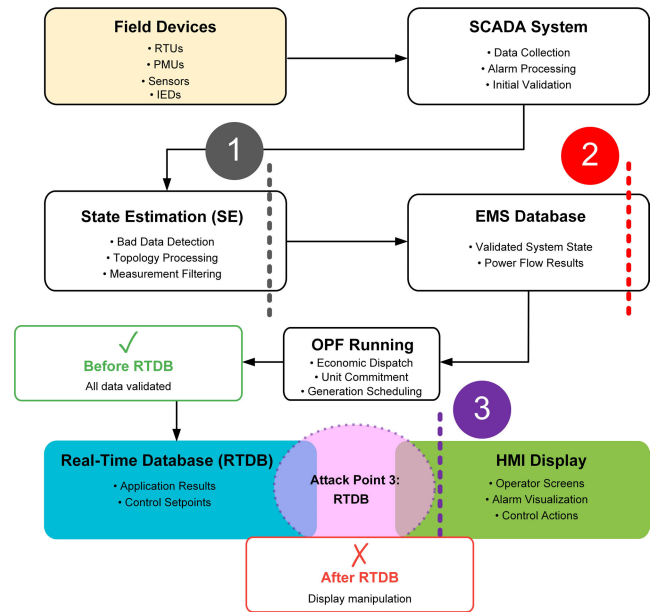 Field Devices
• RTUs
• PMUs
• Sensors
• IEDs
SCADA System
• Data Collection
• Alarm Processing
• Initial Validation
1
2
State Estimation (SE)
• Bad Data Detection
• Topology Processing
• Measurement Filtering
EMS Database
• Validated System State
• Power Flow Results
✓
Before RTDB
All data validated
OPF Running
• Economic Dispatch
• Unit Commitment
• Generation Scheduling
3
Real-Time Database (RTDB)
• Application Results
• Control Setpoints
Attack Point 3:
RTDB
HMI Display
• Operator Screens
• Alarm Visualization
• Control Actions
✗
After RTDB
Display manipulation